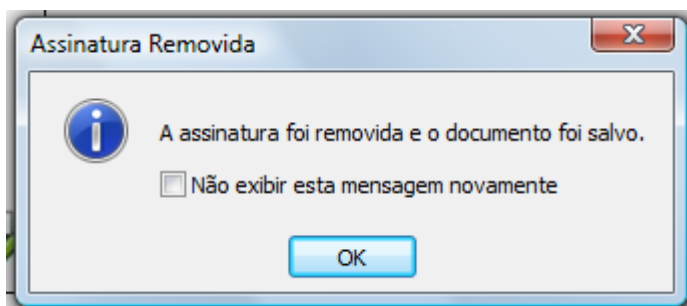 Assinatura Removida
A assinatura foi removida e o documento foi salvo.
Não exibir esta mensagem novamente
OK